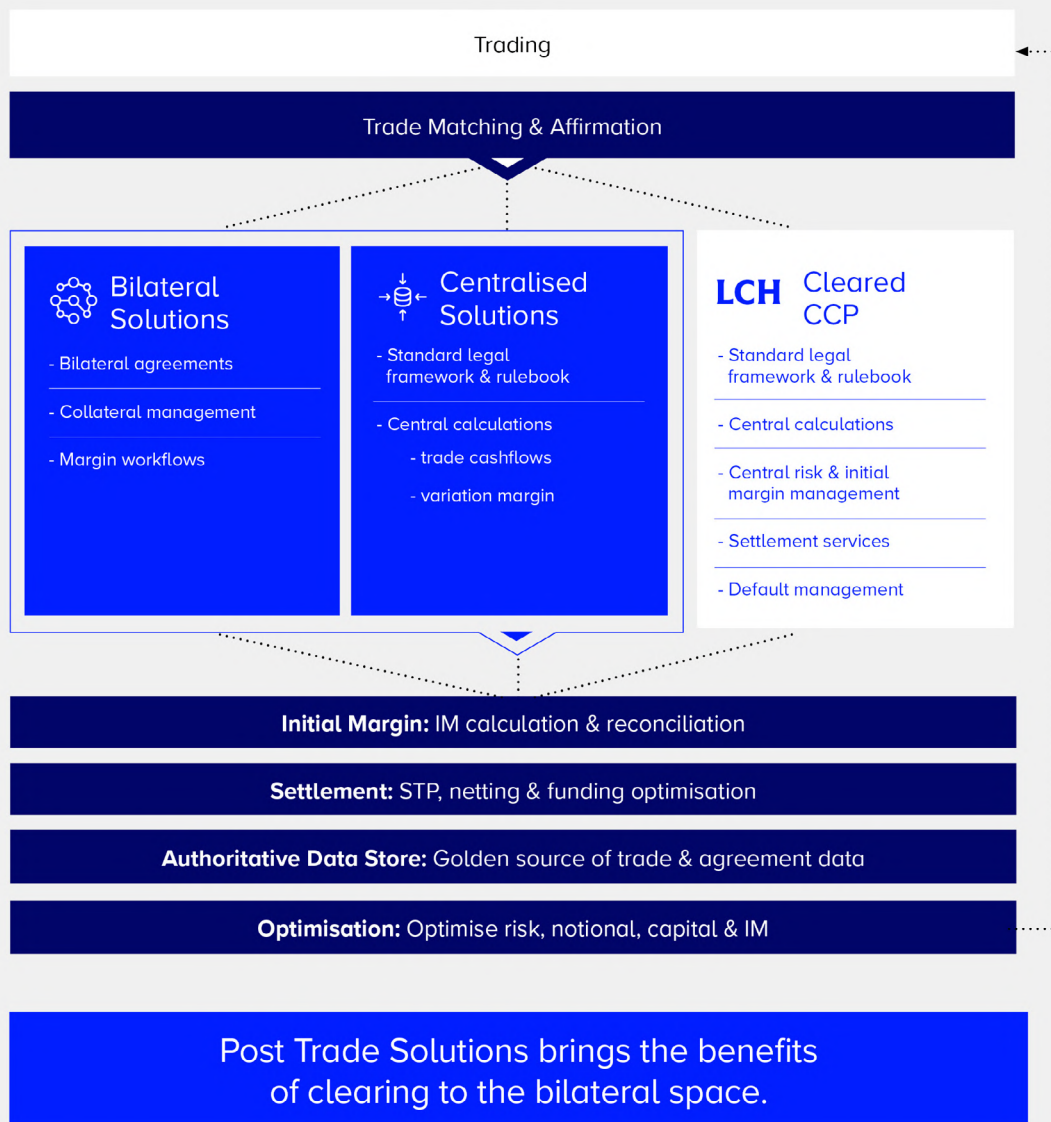 Trading
Trade Matching & Affirmation
Bilateral
Solutions
- Bilateral agreements
- Collateral management
- Margin workflows
Centralised
Solutions
- Standard legal
framework & rulebook
- Central calculations
- trade cashflows
- variation margin
LCH
Cleared
CCP
- Standard legal
framework & rulebook
- Central calculations
- Central risk & initial
margin management
- Settlement services
- Default management
Initial Margin: IM calculation & reconciliation
Settlement: STP, netting & funding optimisation
Authoritative Data Store: Golden source of trade & agreement data
Optimisation: Optimise risk, notional, capital & IM
Post Trade Solutions brings the benefits
of clearing to the bilateral space.